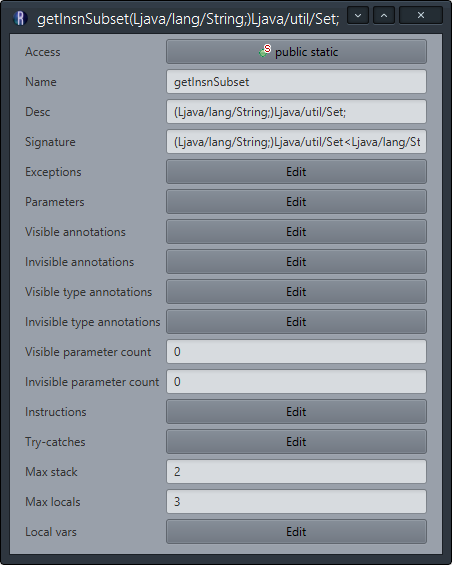 R getInsnSubset(Ljava/lang/String;)Ljava/util/Set;
Access S public static
Name getInsnSubset
Desc (Ljava/lang/String;)Ljava/util/Set;
Signature (Ljava/lang/String;)Ljava/util/Set<Ljava/lang/St
Exceptions Edit
Parameters Edit
Visible annotations Edit
Invisible annotations Edit
Visible type annotations Edit
Invisible type annotations Edit
Visible parameter count 0
Invisible parameter count 0
Instructions Edit
Try-catches Edit
Max stack 2
Max locals 3
Local vars Edit